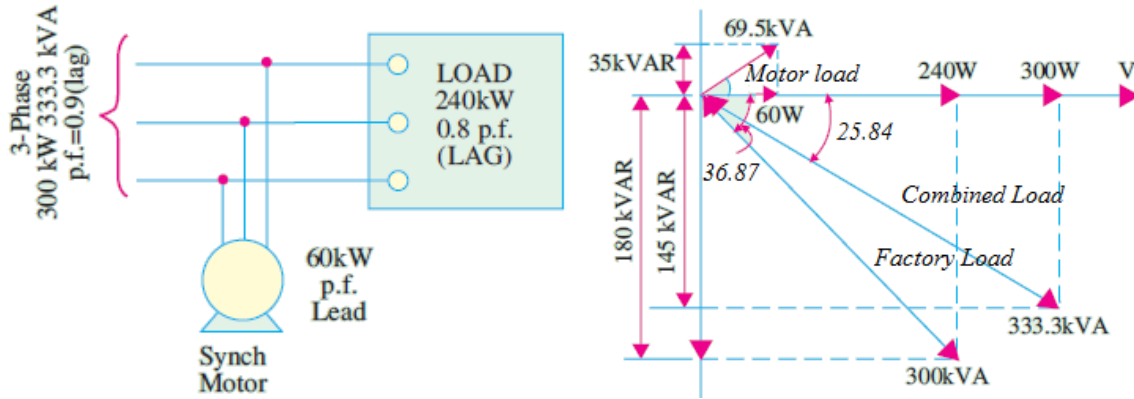 3-Phase
300 kW 333.3 kVA
p.f.=0.9(lag)
LOAD
240kW
0.8 p.f.
(LAG)
60kW
p.f.
Lead
Synch
Motor
69.5kVA
35kVAR
Motor load
240W
300W
V
60W
25.84
36.87
180 kVAR
145 kVAR
Combined Load
Factory Load
333.3kVA
300kVA